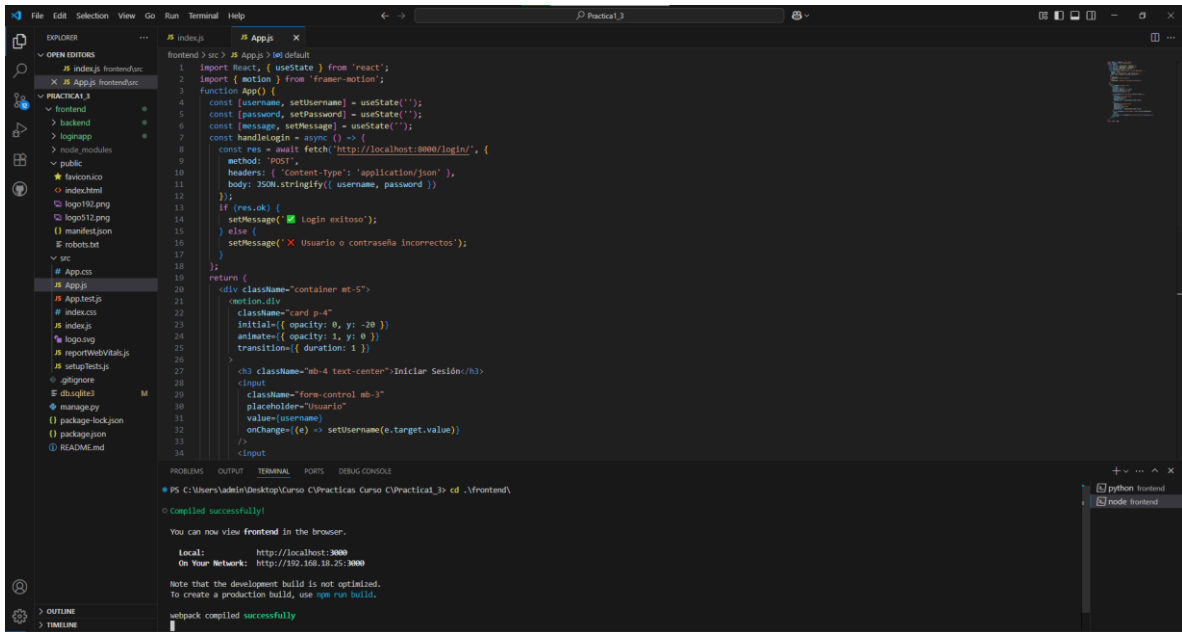 File Edit Selection View Go Run Terminal Help
Practica1_3
EXPLORER
OPEN EDITORS
JS index.js frontend\src
JS App.js frontend\src
PRACTICA1_3
frontend
backend
loginapp
node_modules
public
favicon.ico
index.html
logo192.png
logo512.png
{} manifest.json
robots.txt
src
# App.css
JS App.js
JS App.test.js
# index.css
JS index.js
logo.svg
JS reportWebVitals.js
JS setupTests.js
.gitignore
db.sqlite3 M
manage.py
{} package-lock.json
{} package.json
README.md
OUTLINE
TIMELINE
JS index.js JS App.js
frontend > src > JS App.js > default
1 import React, { useState } from 'react';
2 import { motion } from 'framer-motion';
3 function App() {
4 const [username, setUsername] = useState('');
5 const [password, setPassword] = useState('');
6 const [message, setMessage] = useState('');
7 const handleLogin = async () => {
8 const res = await fetch('http://localhost:8000/login/', {
9 method: 'POST',
10 headers: { 'Content-Type': 'application/json' },
11 body: JSON.stringify({ username, password })
12 });
13 if (res.ok) {
14 setMessage('✅ Login exitoso');
15 } else {
16 setMessage('❌ Usuario o contraseña incorrectos');
17 }
18 };
19 return (
20 <div className="container mt-5">
21 <motion.div
22 className="card p-4"
23 initial={{ opacity: 0, y: -20 }}
24 animate={{ opacity: 1, y: 0 }}
25 transition={{ duration: 1 }}
26 >
27 <h3 className="mb-4 text-center">Iniciar Sesión</h3>
28 <input
29 className="form-control mb-3"
30 placeholder="Usuario"
31 value={username}
32 onChange={(e) => setUsername(e.target.value)}
33 />
34 <input
PROBLEMS OUTPUT TERMINAL PORTS DEBUG CONSOLE
PS C:\Users\admin\Desktop\Curso C\Practicas Curso C\Practica1_3> cd .\frontend\
Compiled successfully!
You can now view frontend in the browser.
Local: http://localhost:3000
On Your Network: http://192.168.18.25:3000
Note that the development build is not optimized.
To create a production build, use npm run build.
webpack compiled successfully
python frontend
node frontend